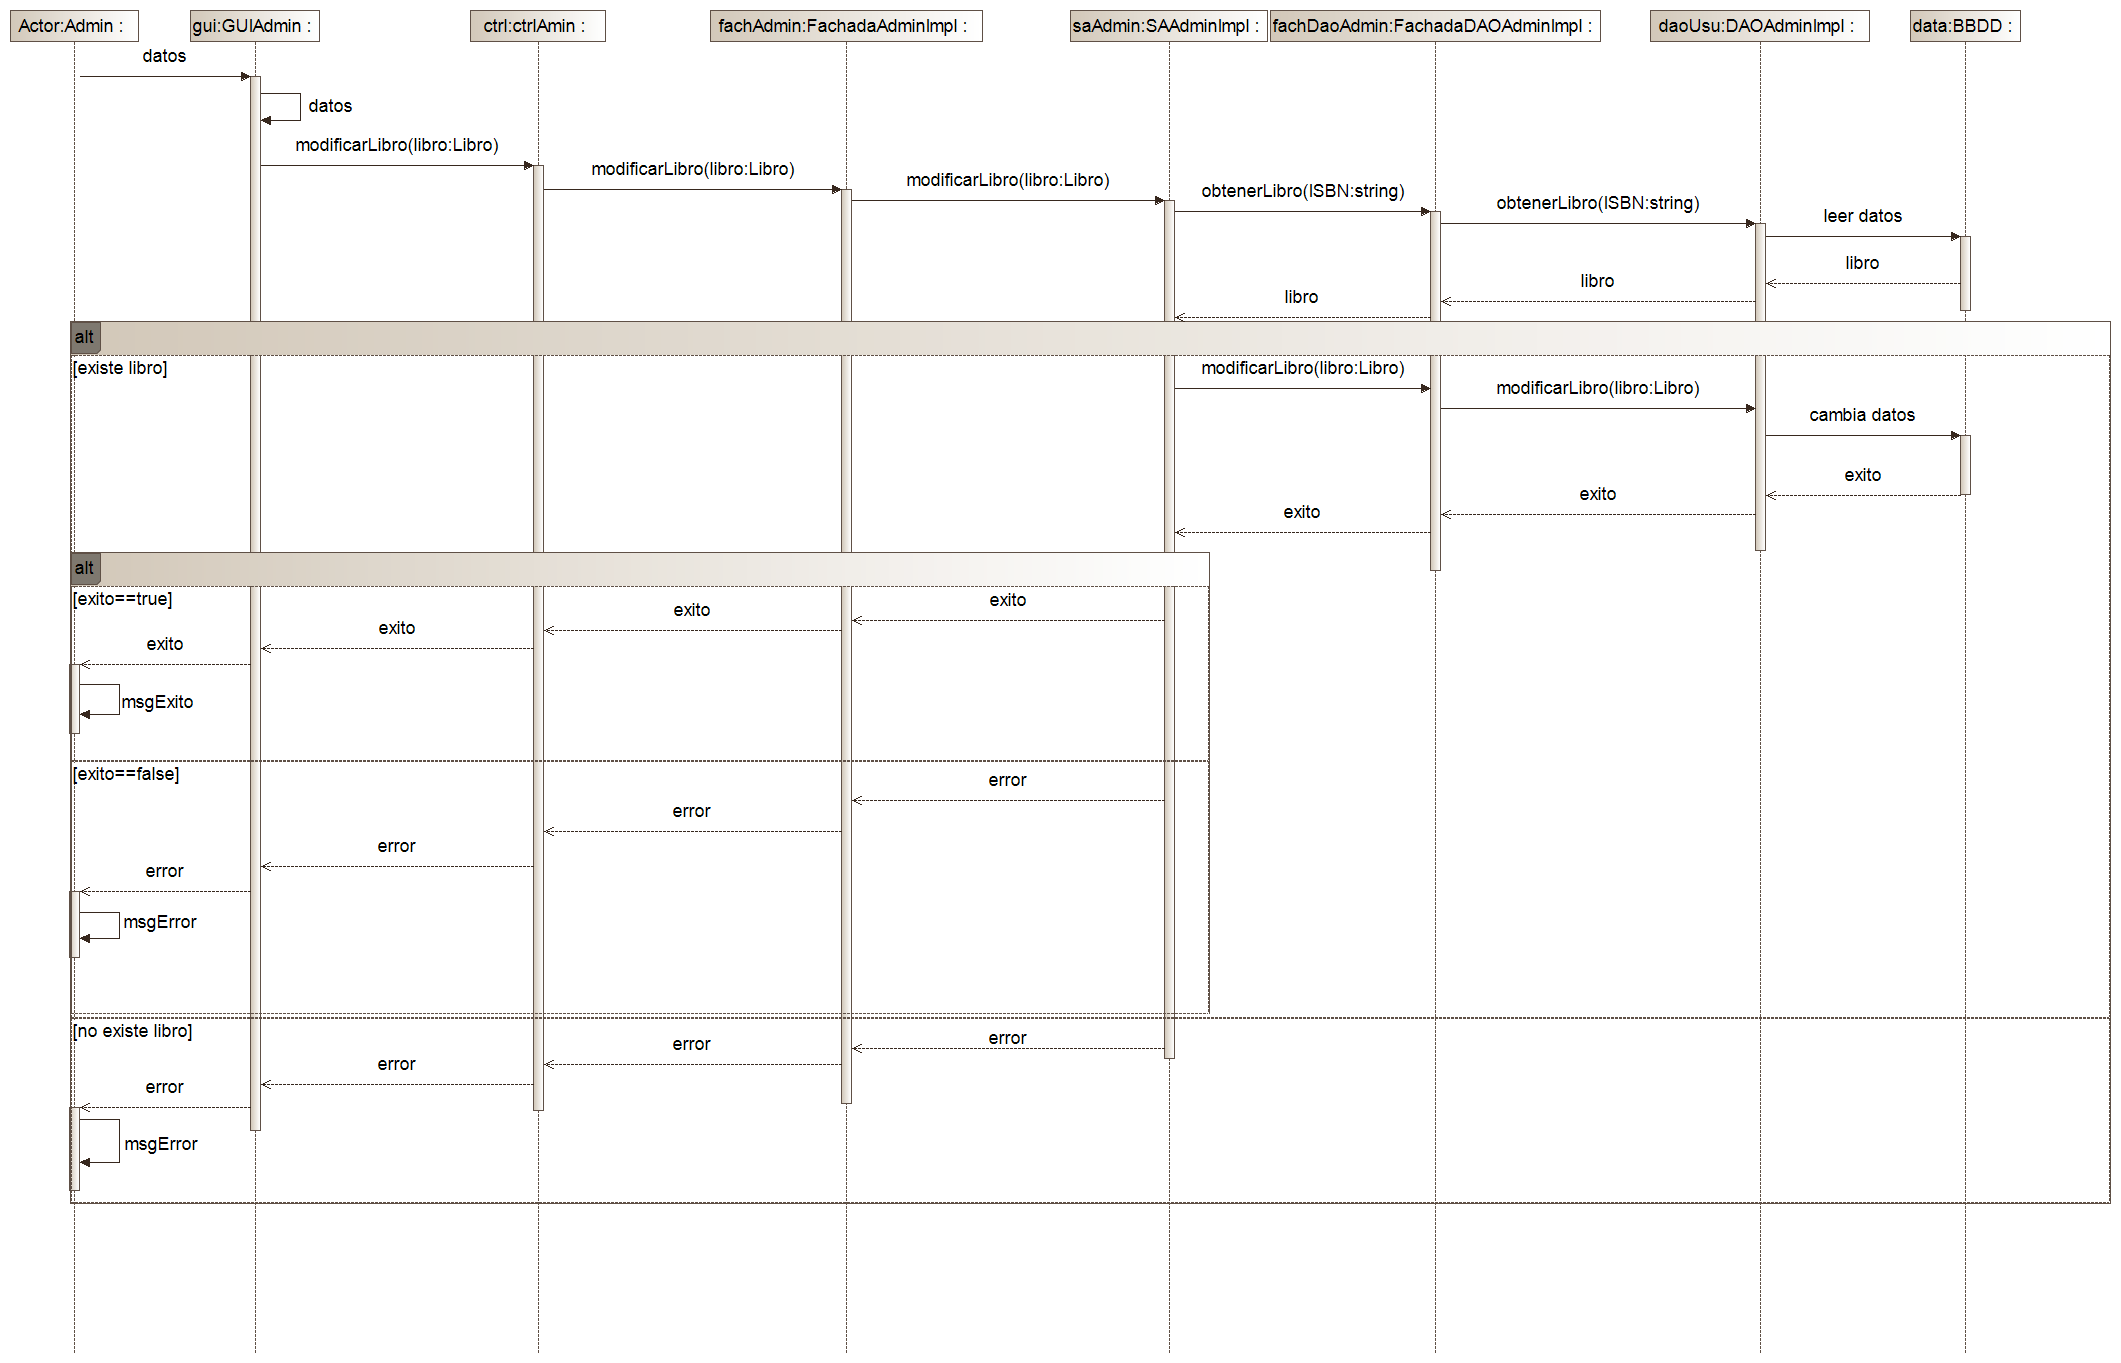 Actor:Admin :
gui:GUIAdmin :
ctrl:ctrlAmin :
fachAdmin:FachadaAdminImpl :
saAdmin:SAAdminImpl :
fachDaoAdmin:FachadaDAOAdminImpl :
daoUsu:DAOAdminImpl :
data:BBDD :
datos
datos
modificarLibro(libro:Libro)
modificarLibro(libro:Libro)
modificarLibro(libro:Libro)
obtenerLibro(ISBN:string)
obtenerLibro(ISBN:string)
leer datos
libro
libro
libro
alt
[existe libro]
modificarLibro(libro:Libro)
modificarLibro(libro:Libro)
cambia datos
exito
exito
exito
alt
[exito==true]
exito
exito
exito
exito
msgExito
[exito==false]
error
error
error
error
msgError
[no existe libro]
error
error
error
error
msgError